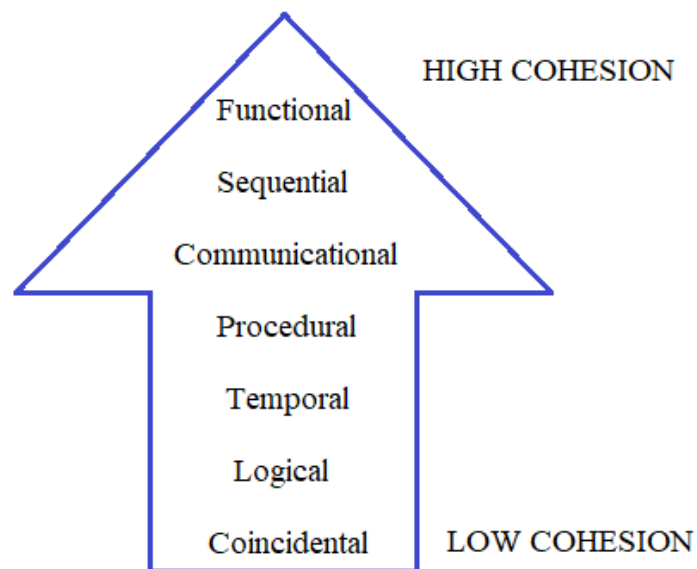 HIGH COHESION
Functional
Sequential
Communicational
Procedural
Temporal
Logical
Coincidental
LOW COHESION